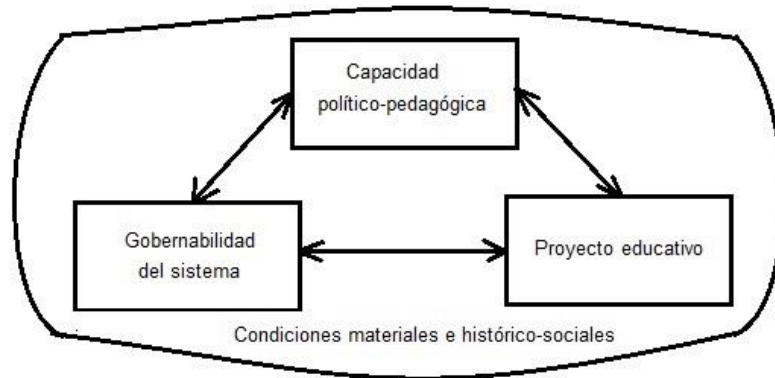 Capacidad
político-pedagógica
Gobernabilidad
del sistema
Proyecto educativo
Condiciones materiales e histórico-sociales